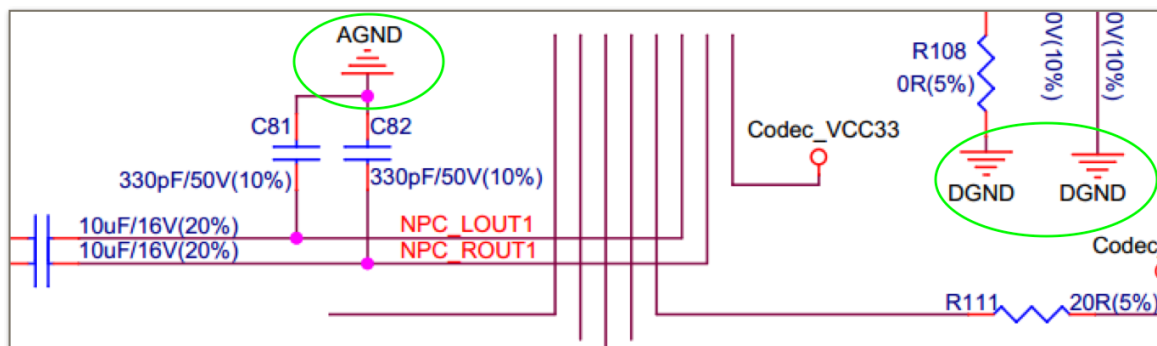 AGND
R108
0R(5%)
0V(10%)
0V(10%)
C81
C82
330pF/50V(10%)
330pF/50V(10%)
Codec_VCC33
DGND
DGND
10uF/16V(20%)
NPC_LOUT1
10uF/16V(20%)
NPC_ROUT1
Codec_
R111
20R(5%)